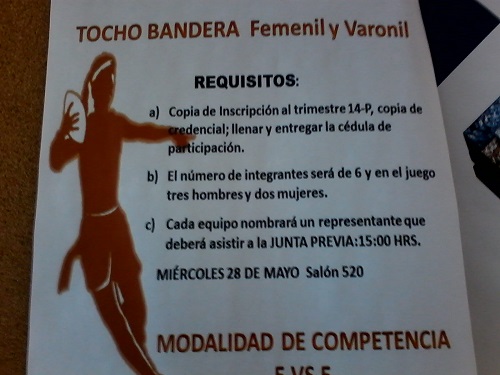 TOCHO BANDERA Femenil y Varonil
REQUISITOS:
a) Copia de Inscripción al trimestre 14-P, copia de
credencial; llenar y entregar la cédula de
participación.
b) El número de integrantes será de 6 y en el juego
tres hombres y dos mujeres.
c) Cada equipo nombrará un representante que
deberá asistir a la JUNTA PREVIA:15:00 HRS.
MIÉRCOLES 28 DE MAYO Salón 520
MODALIDAD DE COMPETENCIA
5 VS 5